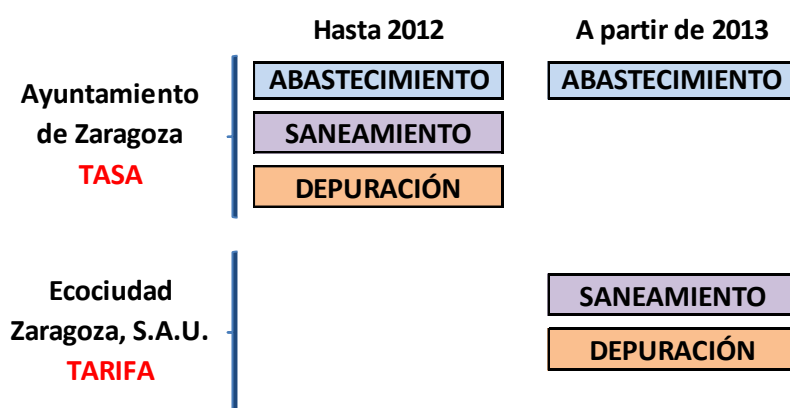 Hasta 2012
A partir de 2013
Ayuntamiento
de Zaragoza
TASA
ABASTECIMIENTO
SANEAMIENTO
DEPURACIÓN
ABASTECIMIENTO
Ecociudad
Zaragoza, S.A.U.
TARIFA
SANEAMIENTO
DEPURACIÓN